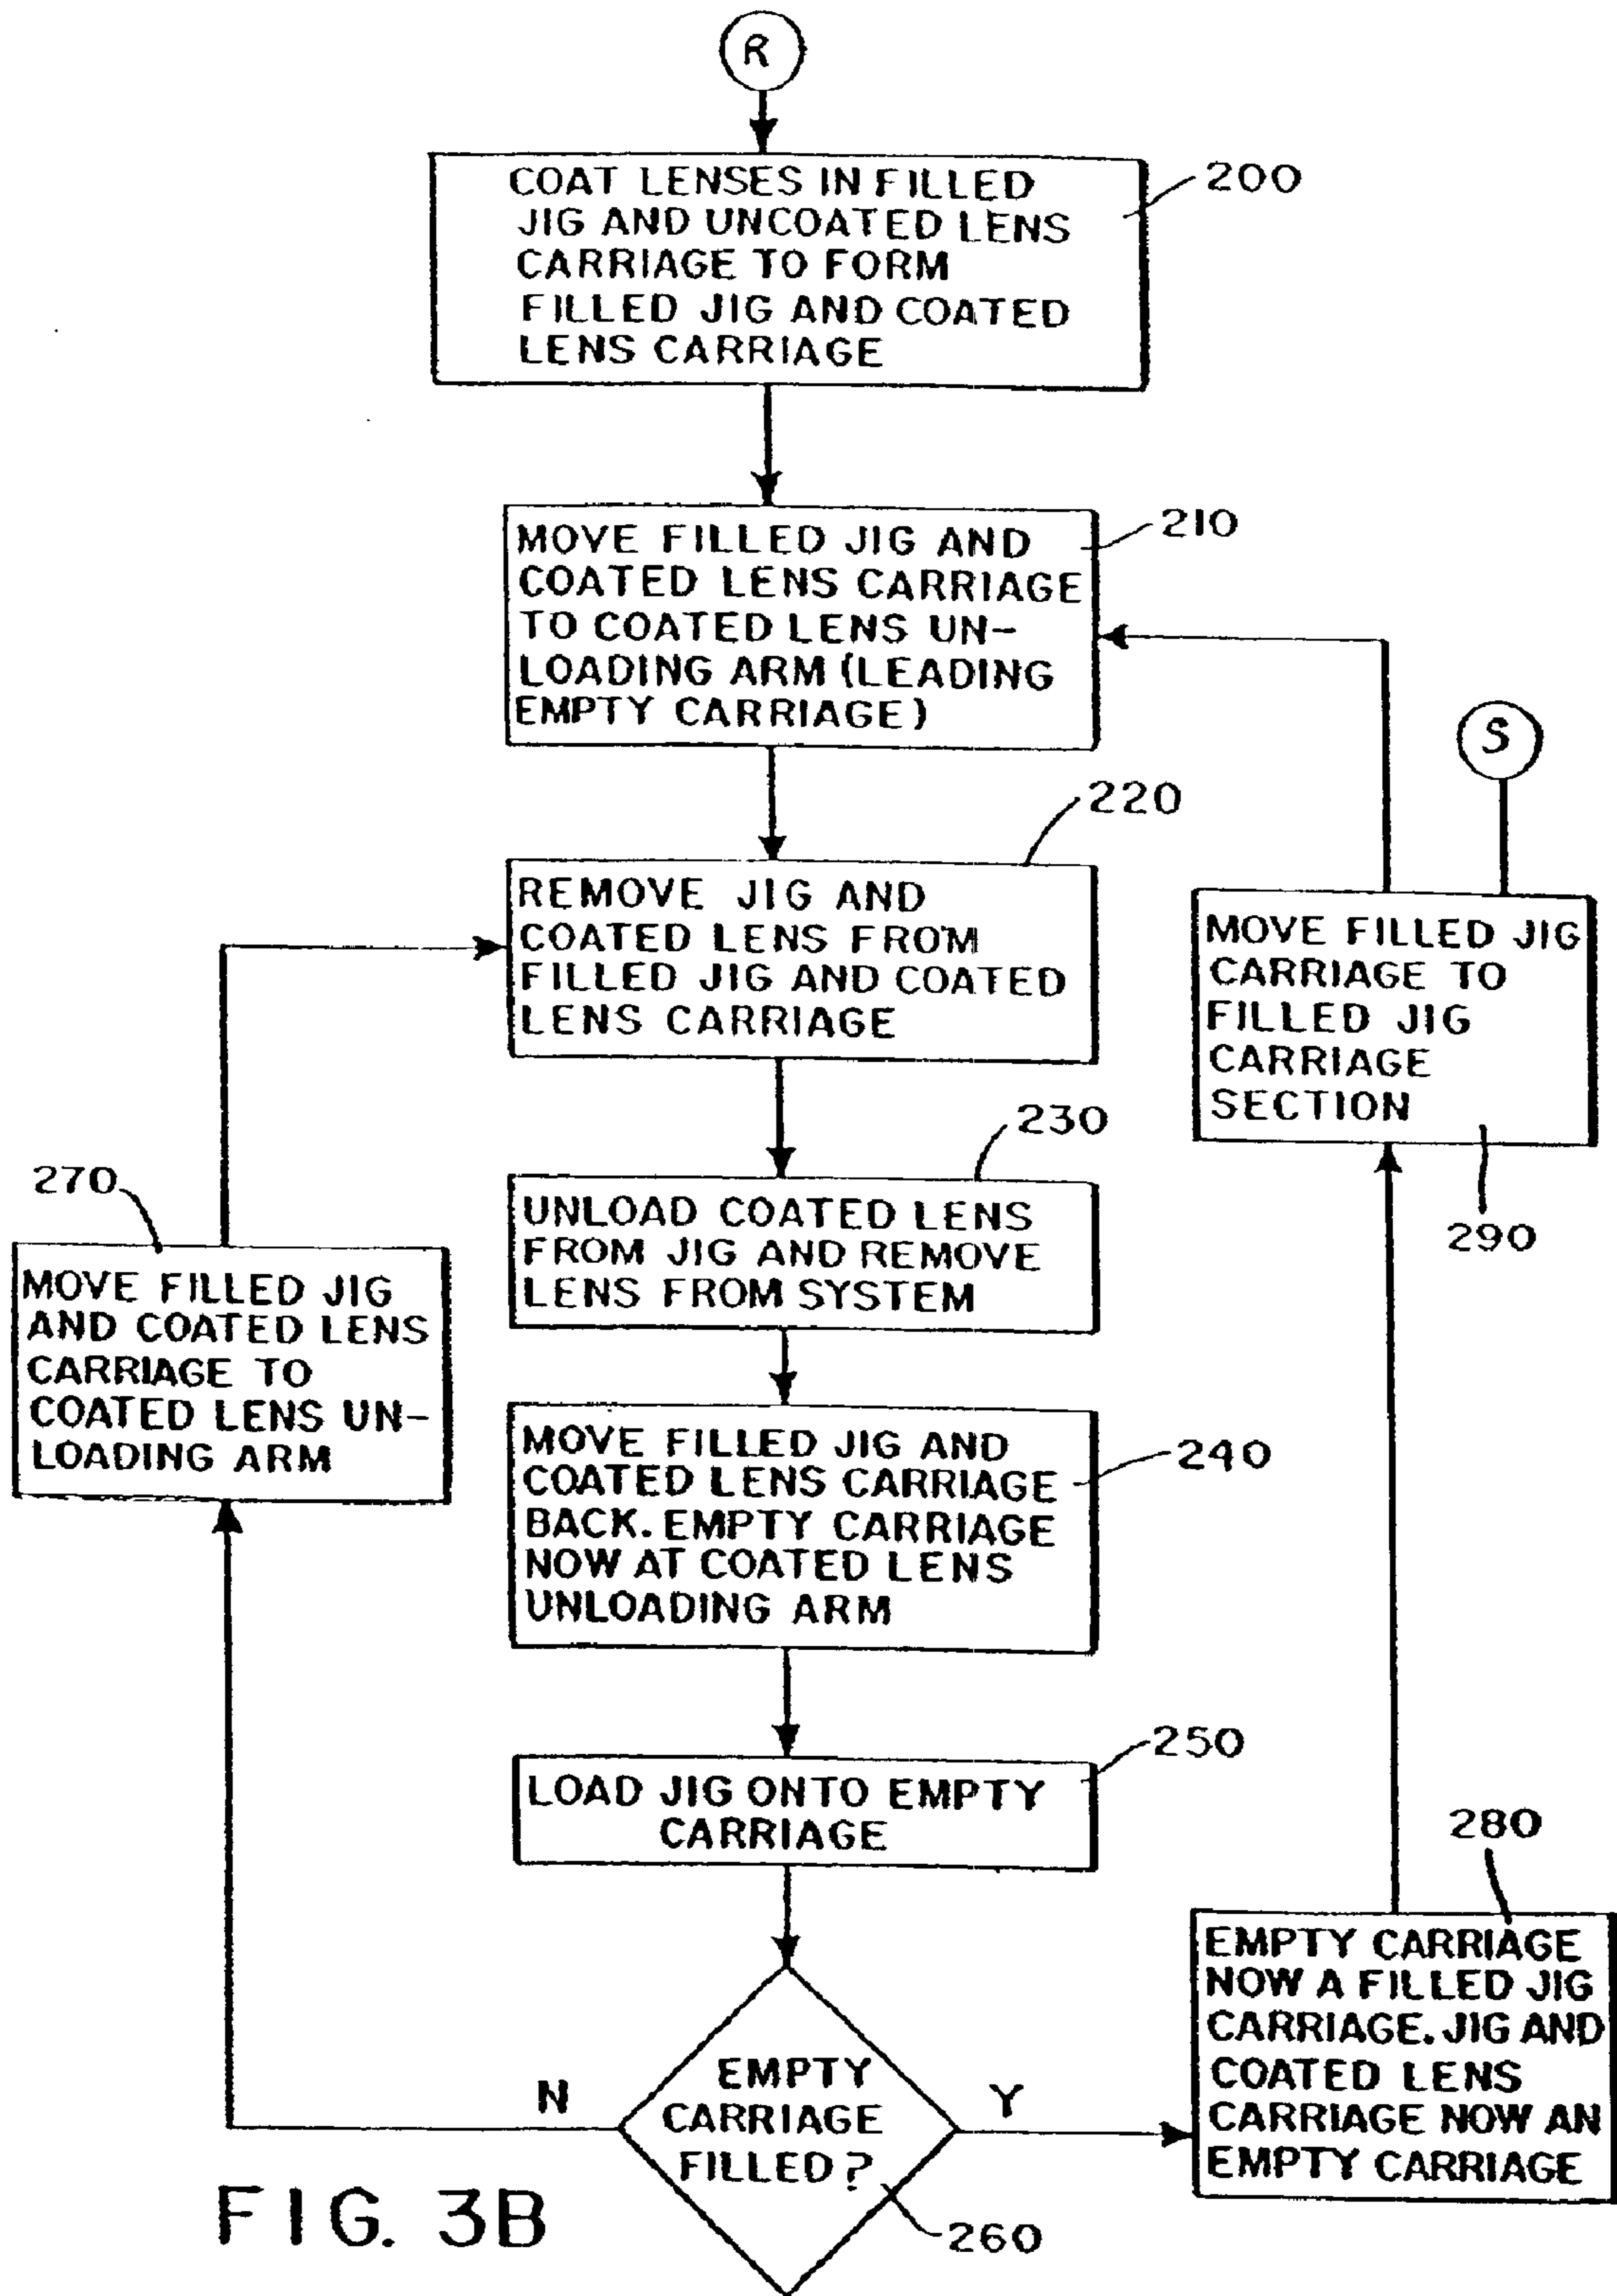 R
COAT LENSES IN FILLED
JIG AND UNCOATED LENS
CARRIAGE TO FORM
FILLED JIG AND COATED
LENS CARRIAGE
200
MOVE FILLED JIG AND
COATED LENS CARRIAGE
TO COATED LENS UN-
LOADING ARM (LEADING
EMPTY CARRIAGE)
210
S
220
REMOVE JIG AND
COATED LENS FROM
FILLED JIG AND COATED
LENS CARRIAGE
MOVE FILLED JIG
CARRIAGE TO
FILLED JIG
CARRIAGE
SECTION
290
230
UNLOAD COATED LENS
FROM JIG AND REMOVE
LENS FROM SYSTEM
270
MOVE FILLED JIG
AND COATED LENS
CARRIAGE TO
COATED LENS UN-
LOADING ARM
MOVE FILLED JIG AND
COATED LENS CARRIAGE
BACK. EMPTY CARRIAGE
NOW AT COATED LENS
UNLOADING ARM
240
250
LOAD JIG ONTO EMPTY
CARRIAGE
280
EMPTY CARRIAGE
NOW A FILLED JIG
CARRIAGE. JIG AND
COATED LENS
CARRIAGE NOW AN
EMPTY CARRIAGE
N
EMPTY
CARRIAGE
FILLED?
Y
260
FIG. 3B